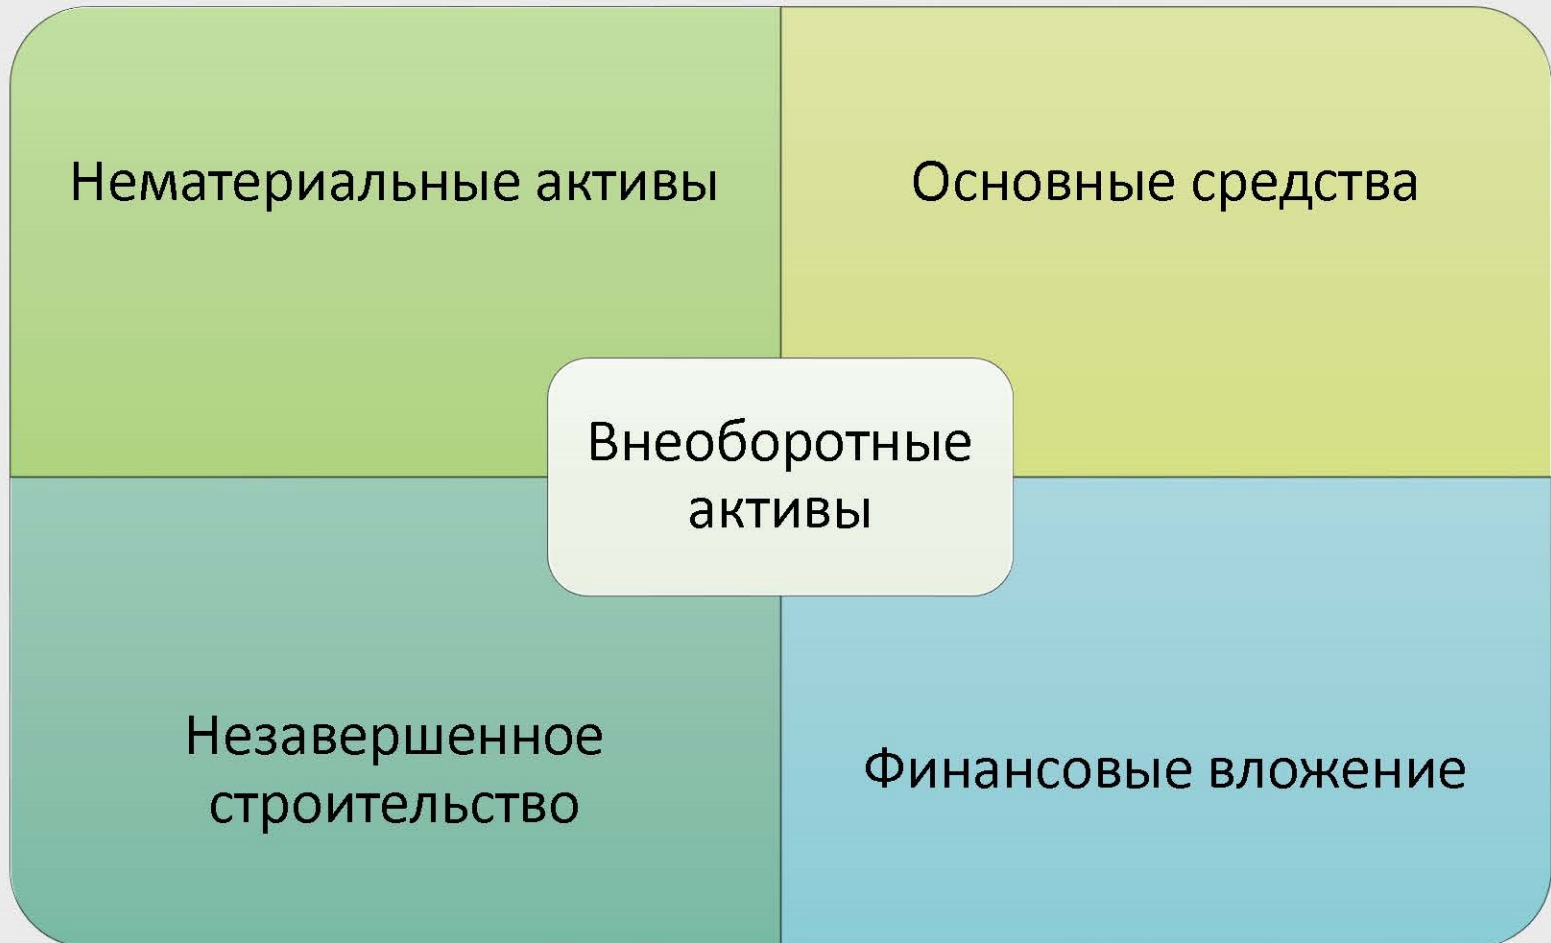 Нематериальные активы
Основные средства
Внеоборотные
активы
Незавершенное
строительство
Финансовые вложение